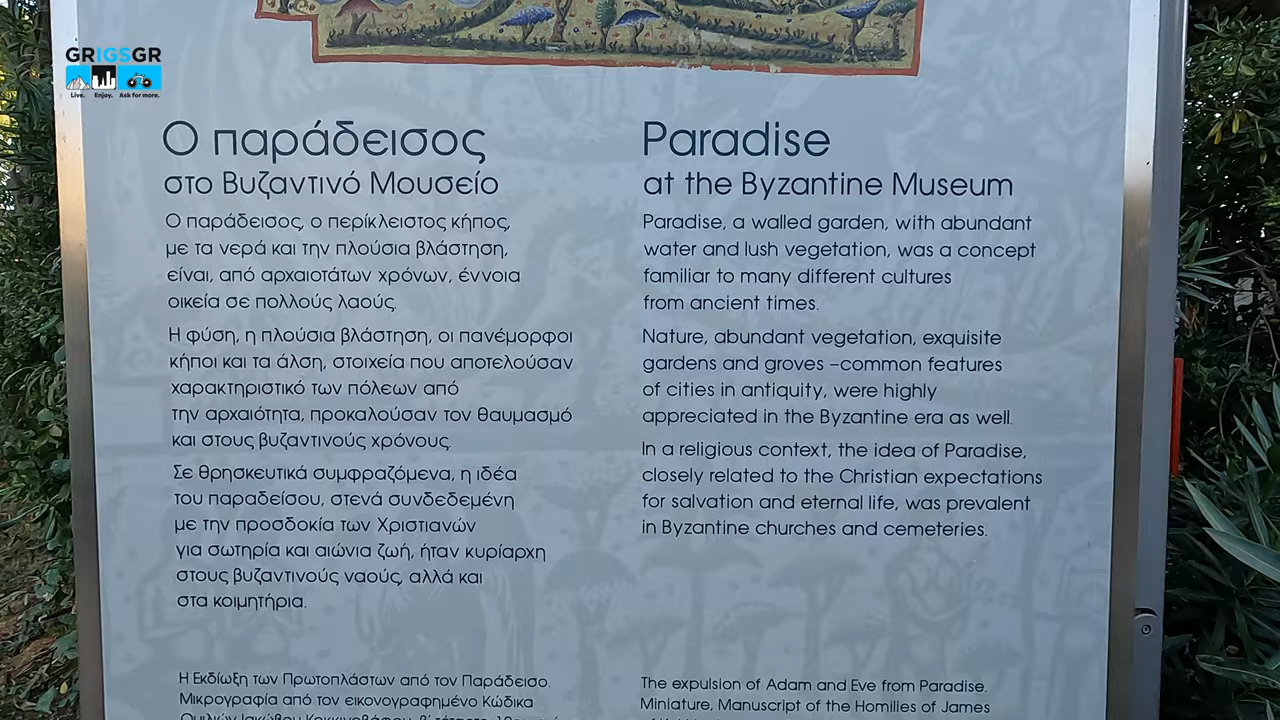 GRIGSGR
Live. Enjoy. Ask for more.
Ο παράδεισος
στο Βυζαντινό Μουσείο
Ο παράδεισος, ο περίκλειστος κήπος,
με τα νερά και την πλούσια βλάστηση,
είναι, από αρχαιοτάτων χρόνων, έννοια
οικεία σε πολλούς λαούς.
Η φύση, η πλούσια βλάστηση, οι πανέμορφοι
κήποι και τα άλση, στοιχεία που αποτελούσαν
χαρακτηριστικό των πόλεων από
την αρχαιότητα, προκαλούσαν τον θαυμασμό
και στους βυζαντινούς χρόνους.
Σε θρησκευτικά συμφραζόμενα, η ιδέα
του παραδείσου, στενά συνδεδεμένη
με την προσδοκία των Χριστιανών
για σωτηρία και αιώνια ζωή, ήταν κυρίαρχη
στους βυζαντινούς ναούς, αλλά και
στα κοιμητήρια.
Η Εκδίωξη των Πρωτοπλάστων από τον Παράδεισο.
Μικρογραφία από τον εικονογραφημένο Κώδικα
Paradise
at the Byzantine Museum
Paradise, a walled garden, with abundant
water and lush vegetation, was a concept
familiar to many different cultures
from ancient times.
Nature, abundant vegetation, exquisite
gardens and groves –common features
of cities in antiquity, were highly
appreciated in the Byzantine era as well.
In a religious context, the idea of Paradise,
closely related to the Christian expectations
for salvation and eternal life, was prevalent
in Byzantine churches and cemeteries.
The expulsion of Adam and Eve from Paradise.
Miniature, Manuscript of the Homilies of James